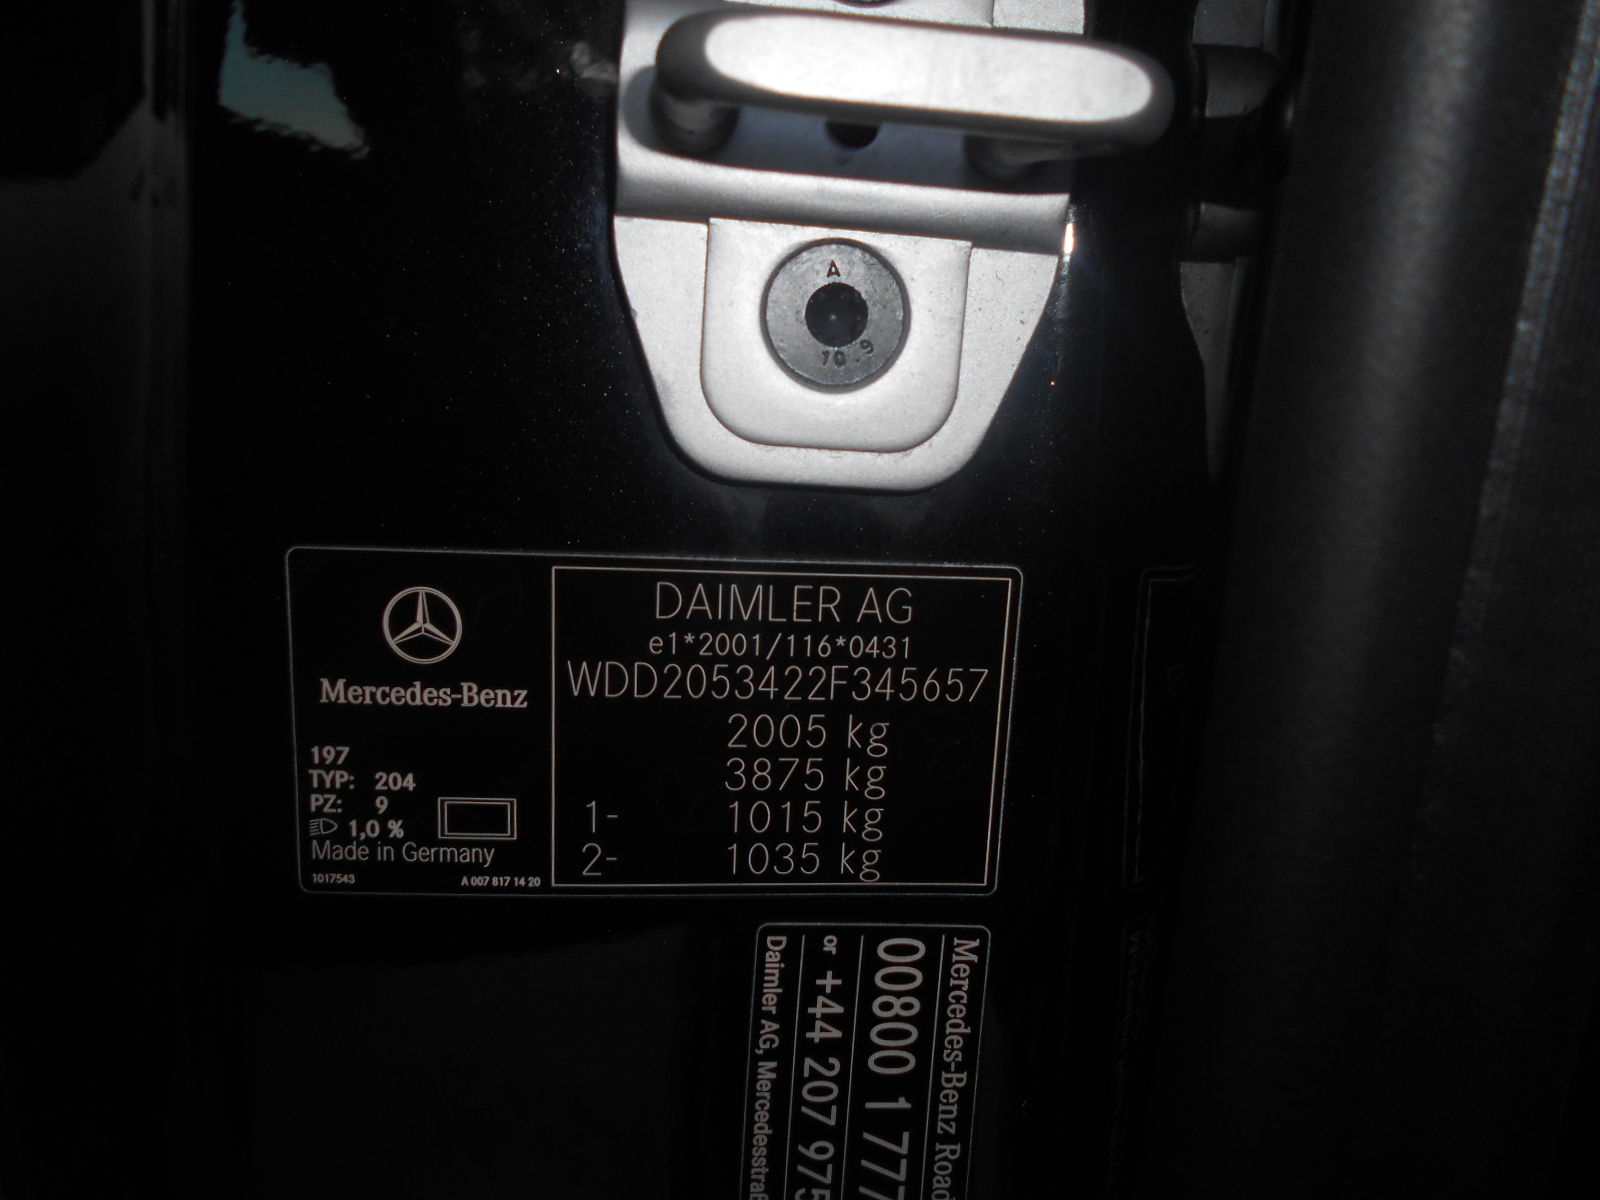 A
10.9
Mercedes-Benz
197
TYP: 204
PZ: 9
1,0 %
Made in Germany
1017543
A 007 817 14 20
DAIMLER AG
e1*2001/116*0431
WDD2053422F345657
2005 kg
3875 kg
1- 1015 kg
2- 1035 kg
Mercedes-Benz Road
00800 1 777
or +44 207 975
Daimler AG, Mercedesstraß